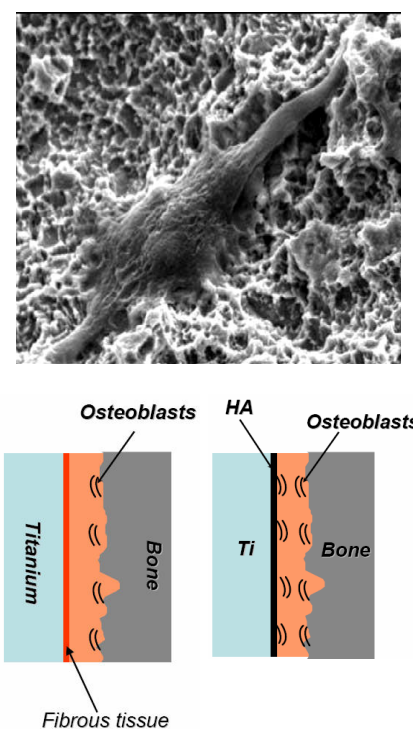 Osteoblasts
Titanium
Bone
Fibrous tissue
HA
Osteoblasts
Ti
Bone